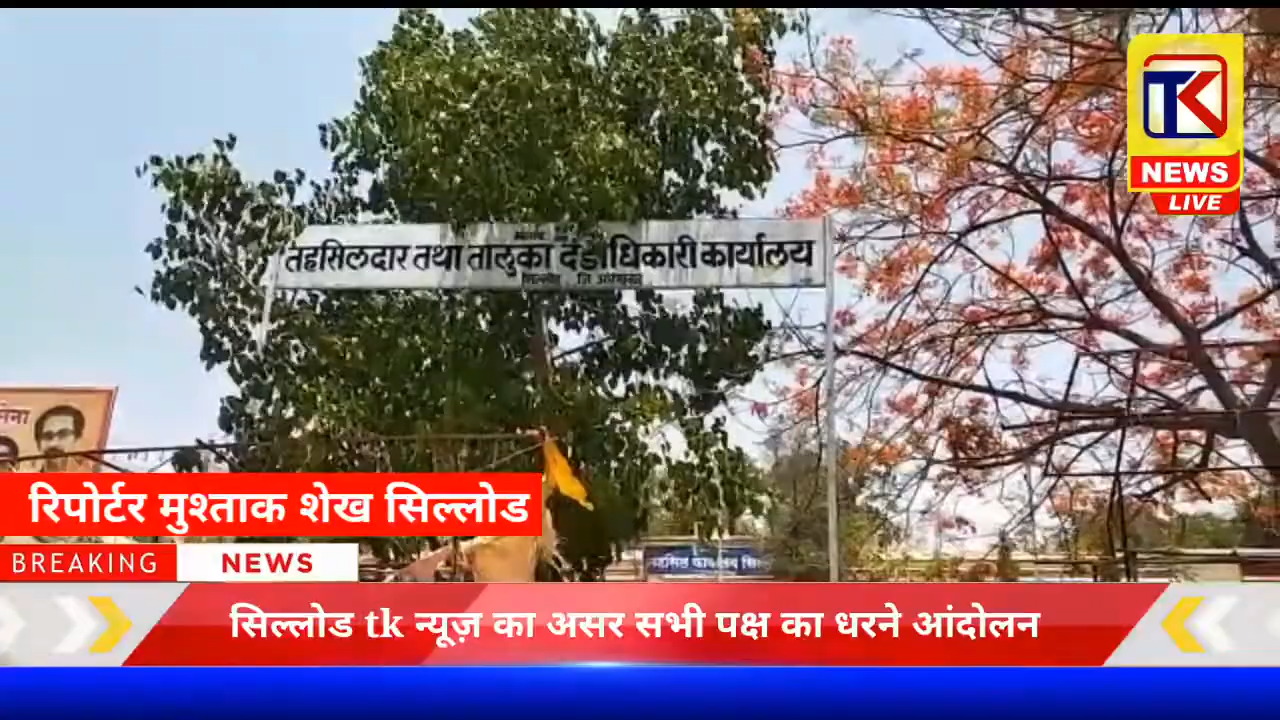 TK
NEWS
LIVE
तहसिलदार तथा तालुका दंडाधिकारी कार्यालय
सिल्लोड जि
रिपोर्टर मुश्ताक शेख सिल्लोड
BREAKING NEWS
सिल्लोड tk न्यूज़ का असर सभी पक्ष का धरने आंदोलन